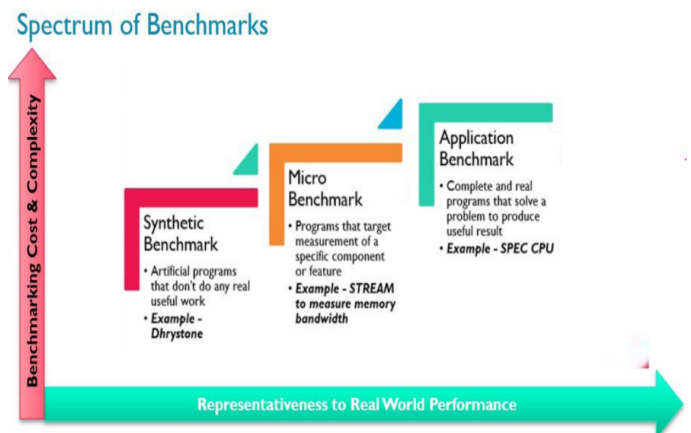 Spectrum of Benchmarks
Benchmarking Cost & Complexity
Synthetic
Benchmark
• Artificial programs
that don't do any real
useful work
• Example -
Dhrystone
Micro
Benchmark
• Programs that target
measurement of a
specific component
or feature
• Example - STREAM
to measure memory
bandwidth
Application
Benchmark
• Complete and real
programs that solve a
problem to produce
useful result
• Example - SPEC CPU
Representativeness to Real World Performance